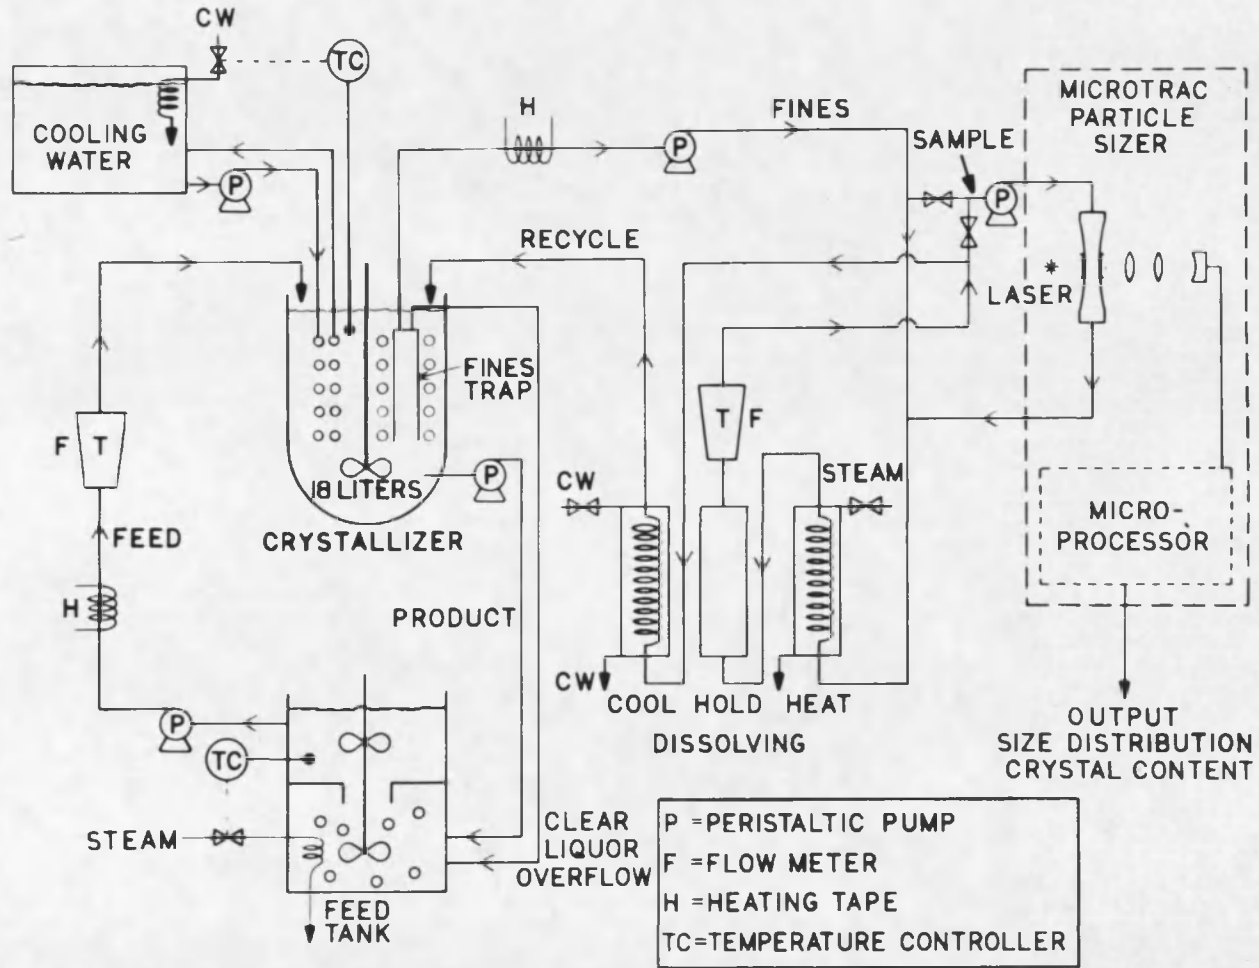 CW
TC
COOLING
WATER
P
H
P
FINES
MICROTRAC
PARTICLE
SIZER
SAMPLE
P
RECYCLE
LASER
FINES
TRAP
F T
T F
18 LITERS
P
CRYSTALLIZER
CW
STEAM
MICRO-
PROCESSOR
FEED
H
PRODUCT
CW
COOL HOLD HEAT
DISSOLVING
OUTPUT
SIZE DISTRIBUTION
CRYSTAL CONTENT
P
TC
STEAM
CLEAR
LIQUOR
OVERFLOW
FEED
TANK
P =PERISTALTIC PUMP
F =FLOW METER
H =HEATING TAPE
TC=TEMPERATURE CONTROLLER